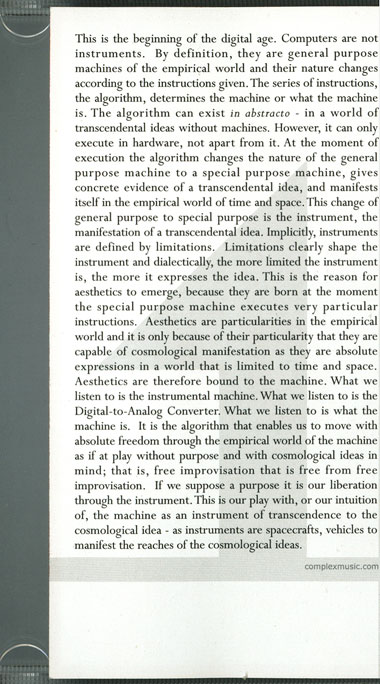 This is the beginning of the digital age. Computers are not
instruments. By definition, they are general purpose
machines of the empirical world and their nature changes
according to the instructions given. The series of instructions,
the algorithm, determines the machine or what the machine
is. The algorithm can exist in abstracto - in a world of
transcendental ideas without machines. However, it can only
execute in hardware, not apart from it. At the moment of
execution the algorithm changes the nature of the general
purpose machine to a special purpose machine, gives
concrete evidence of a transcendental idea, and manifests
itself in the empirical world of time and space. This change of
general purpose to special purpose is the instrument, the
manifestation of a transcendental idea. Implicitly, instruments
are defined by limitations. Limitations clearly shape the
instrument and dialectically, the more limited the instrument
is, the more it expresses the idea. This is the reason for
aesthetics to emerge, because they are born at the moment
the special purpose machine executes very particular
instructions. Aesthetics are particularities in the empirical
world and it is only because of their particularity that they are
capable of cosmological manifestation as they are absolute
expressions in a world that is limited to time and space.
Aesthetics are therefore bound to the machine. What we
listen to is the instrumental machine. What we listen to is the
Digital-to-Analog Converter. What we listen to is what the
machine is. It is the algorithm that enables us to move with
absolute freedom through the empirical world of the machine
as if at play without purpose and with cosmological ideas in
mind; that is, free improvisation that is free from free
improvisation. If we suppose a purpose it is our liberation
through the instrument. This is our play with, or our intuition
of, the machine as an instrument of transcendence to the
cosmological idea - as instruments are spacecrafts, vehicles to
manifest the reaches of the cosmological ideas.
complexmusic.com